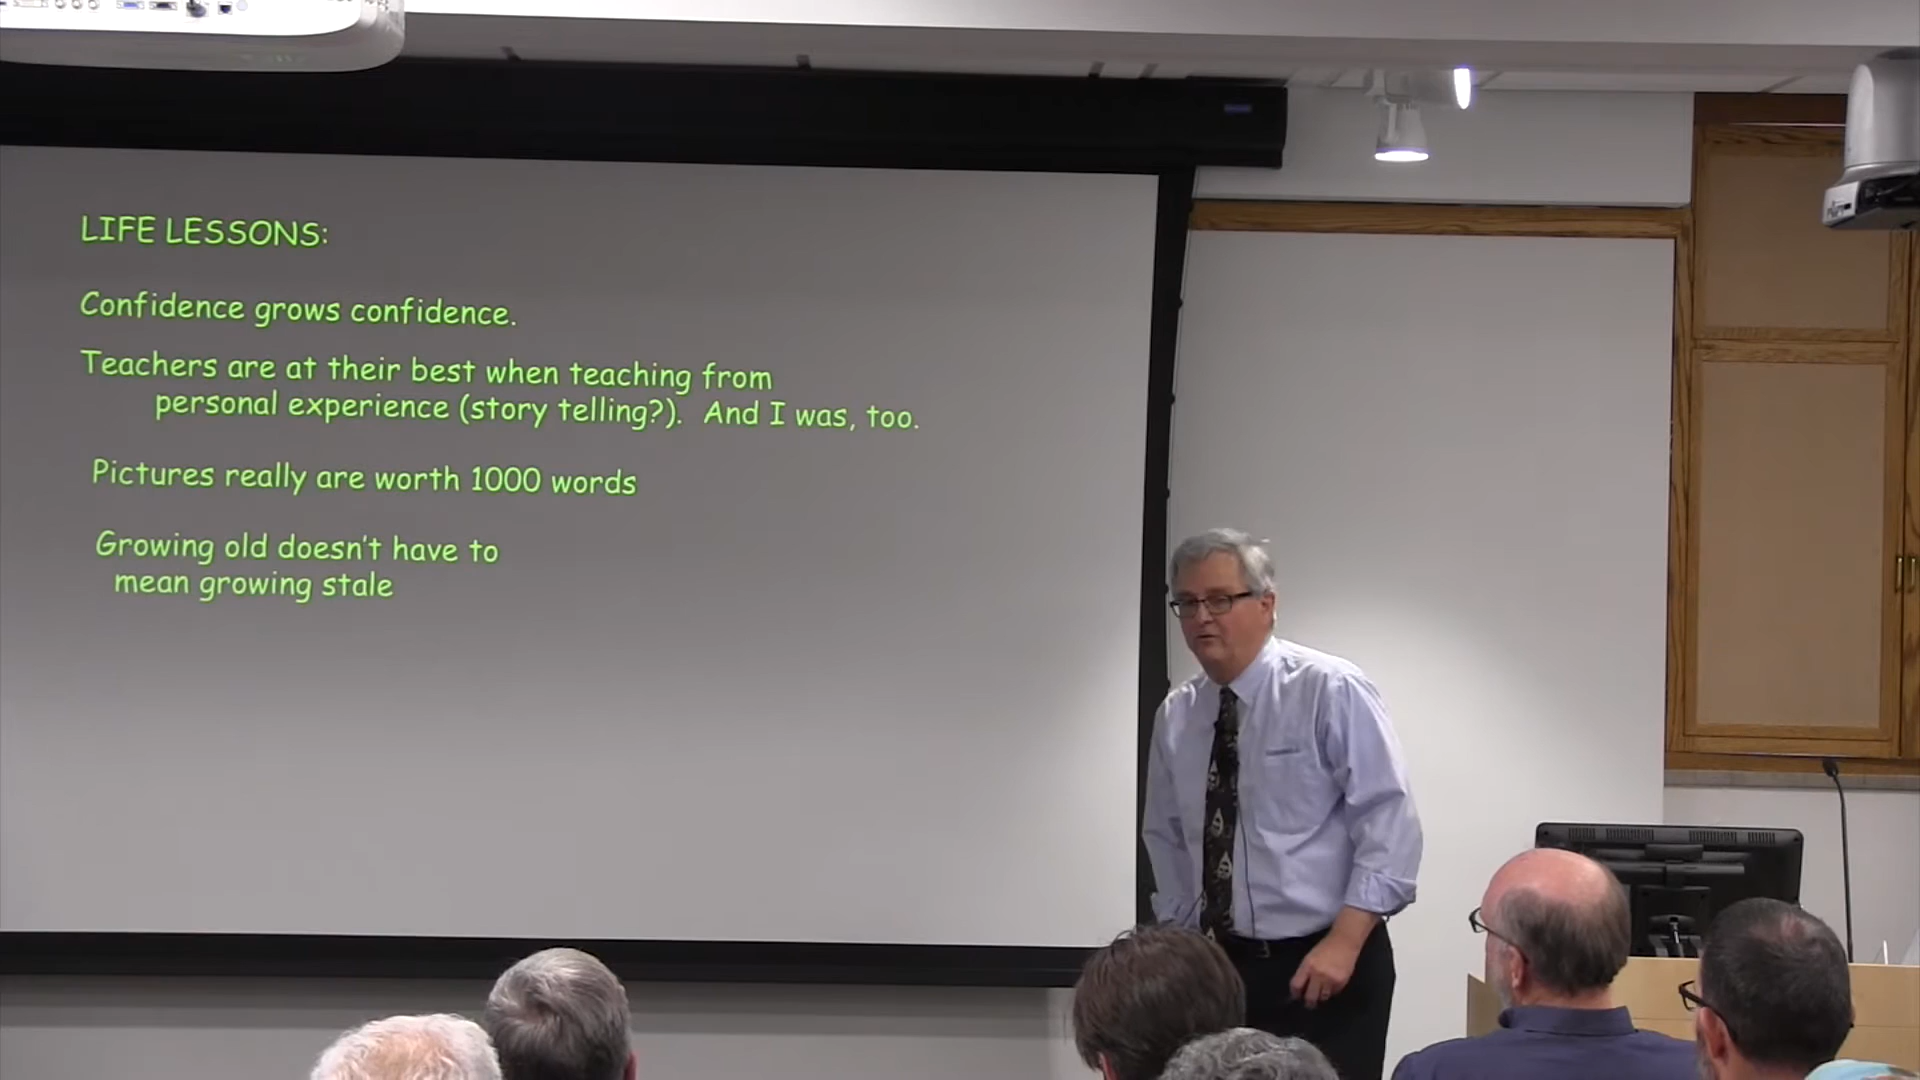 LIFE LESSONS:
Confidence grows confidence.
Teachers are at their best when teaching from
personal experience (story telling?). And I was, too.
Pictures really are worth 1000 words
Growing old doesn't have to
mean growing stale